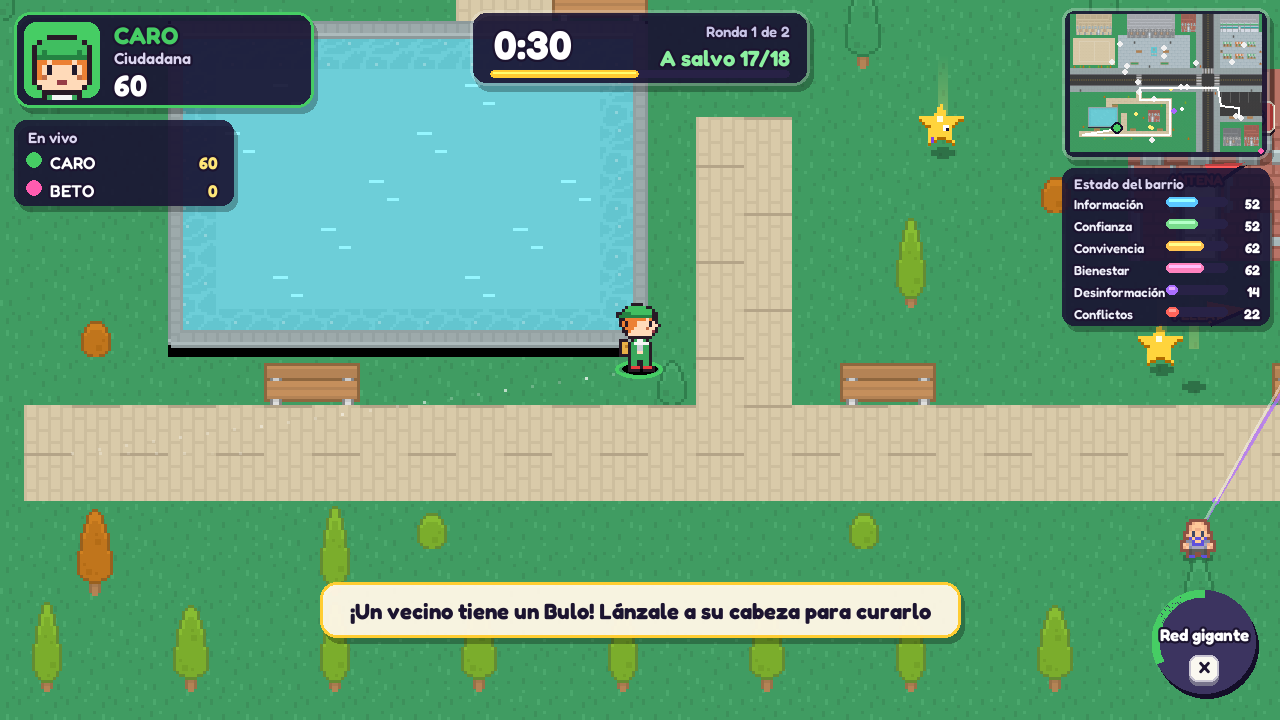 CARO
Ciudadana
60
En vivo
CARO 60
BETO 0
0:30
Ronda 1 de 2
A salvo 17/18
Estado del barrio
Información 52
Confianza 52
Convivencia 62
Bienestar 62
Desinformación 14
Conflictos 22
¡Un vecino tiene un Bulo! Lánzale a su cabeza para curarlo
Red gigante
X